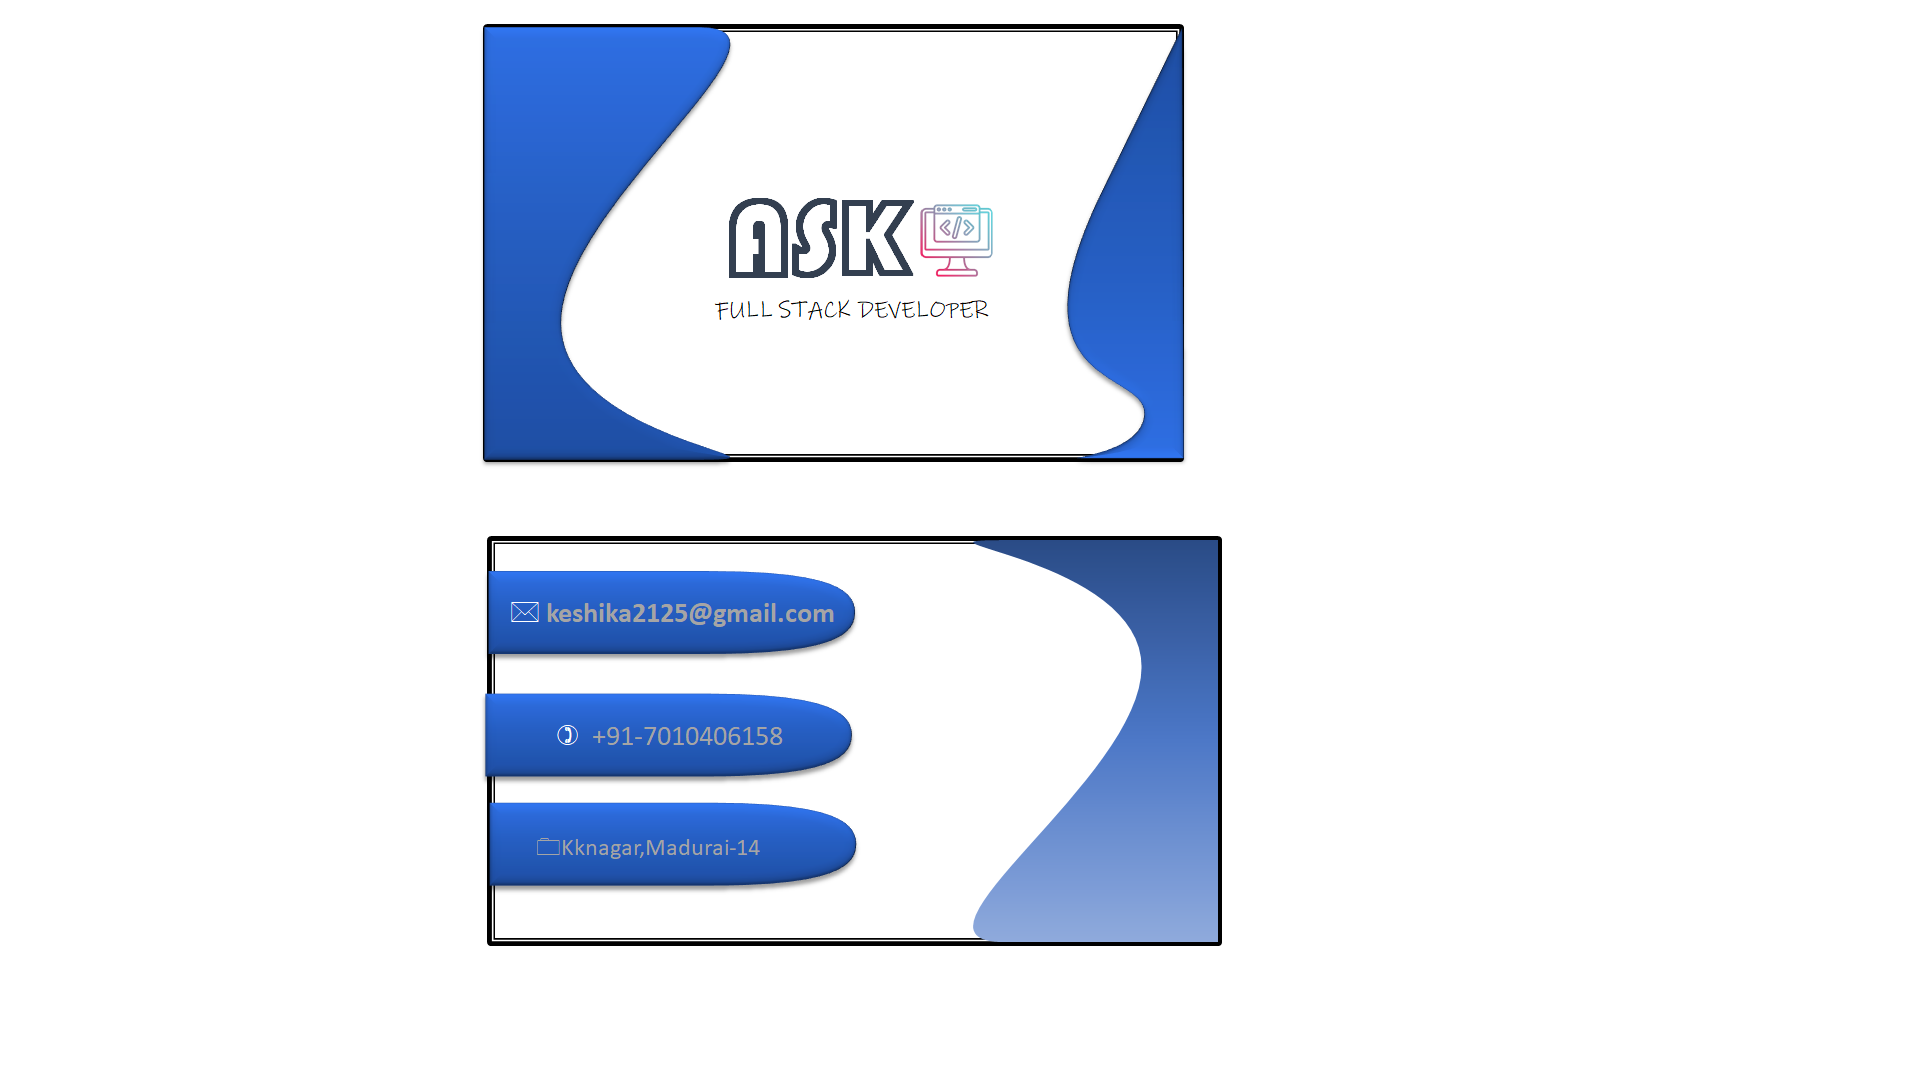 ASK
</>
FULL STACK DEVELOPER
keshika2125@gmail.com
+91-7010406158
Kknagar,Madurai-14